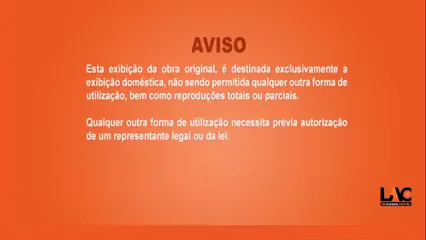 AVISO
Esta exibição da obra original, é destinada exclusivamente a
exibição doméstica, não sendo permitida qualquer outra forma de
utilização, bem como reproduções totais ou parciais.
Qualquer outra forma de utilização necessita prévia autorização
de um representante legal ou da lei.